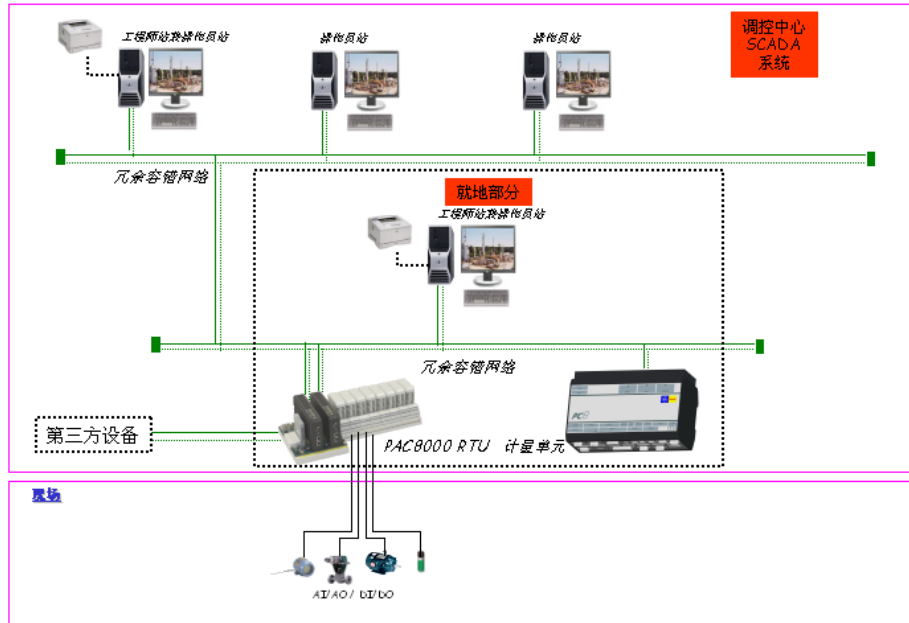 工程师站兼操作员站
操作员站
操作员站
调控中心
SCADA
系统
冗余容错网络
就地部分
工程师站兼操作员站
冗余容错网络
第三方设备
PAC8000 RTU 计量单元
现场
AI/AO / DI/DO